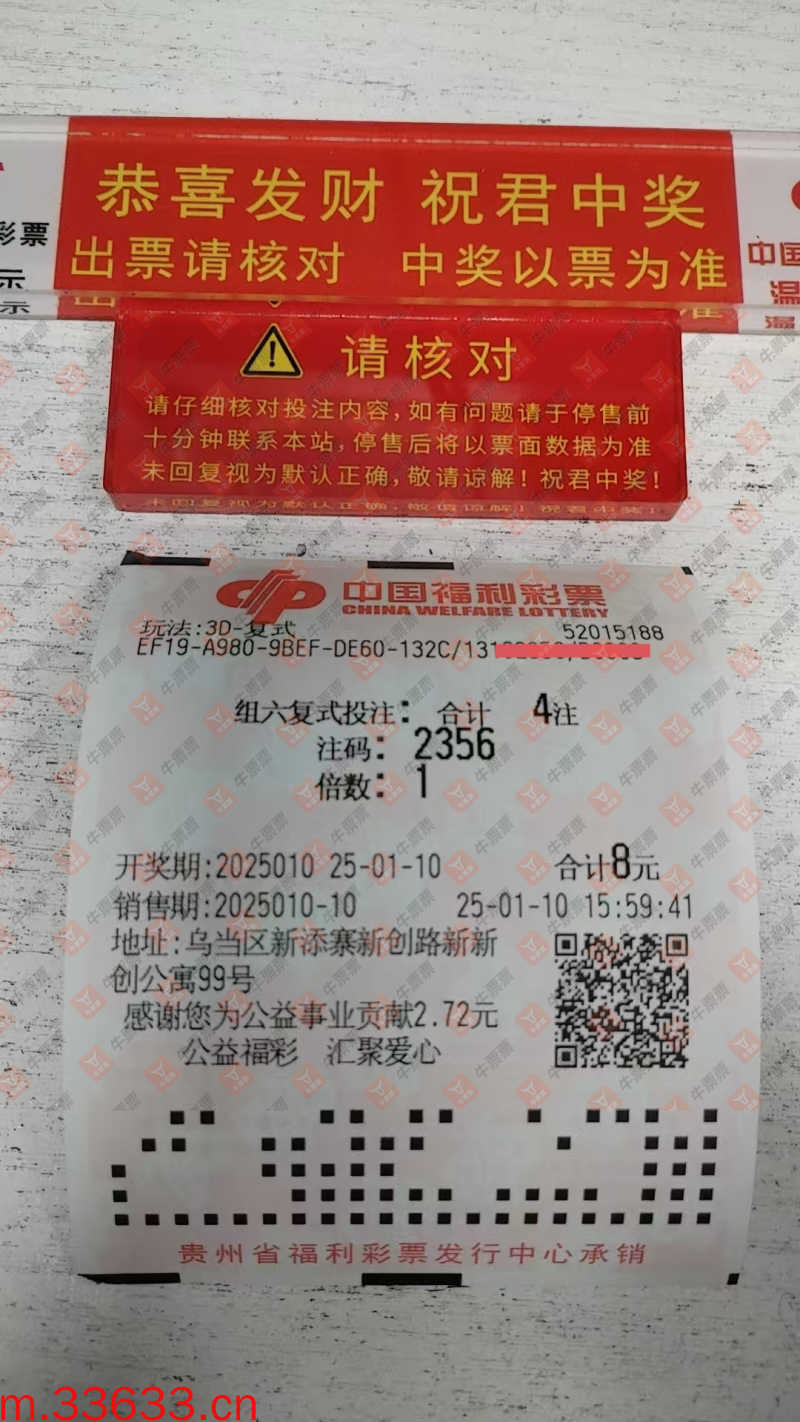 恭喜发财 祝君中奖
出票请核对 中奖以票为准
彩票
示
中国
温
请核对
请仔细核对投注内容,如有问题请于停售前
十分钟联系本站,停售后将以票面数据为准
未回复视为默认正确,敬请谅解!祝君中奖!
中国福利彩票
CHINA WELFARE LOTTERY
玩法:3D-复式 52015188
EF19-A980-9BEF-DE60-132C/131
组六复式投注: 合计 4注
注码: 2356
倍数: 1
开奖期:2025010 25-01-10 合计8元
销售期:2025010-10 25-01-10 15:59:41
地址:乌当区新添寨新创路新新
创公寓99号
感谢您为公益事业贡献2.72元
公益福彩 汇聚爱心
贵州省福利彩票发行中心承销
牛票票
m.33633.cn